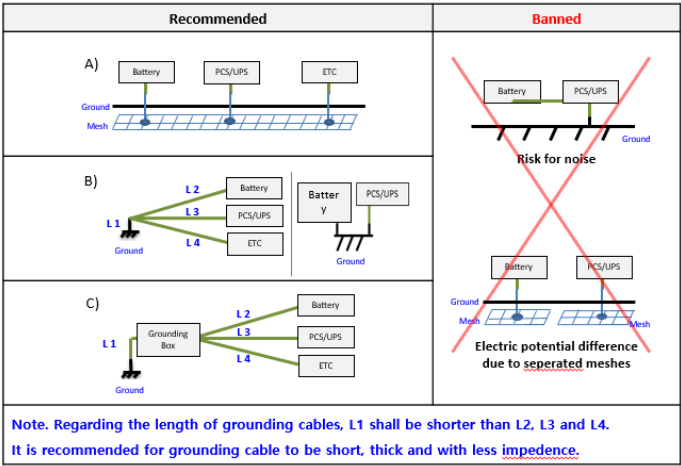 Recommended
Banned
A)
Battery
PCS/UPS
ETC
Ground
Mesh
B)
L 1
L 2
L 3
L 4
Battery
PCS/UPS
ETC
Ground
Batter
y
PCS/UPS
Ground
C)
L 1
Grounding
Box
L 2
L 3
L 4
Battery
PCS/UPS
ETC
Ground
Battery
PCS/UPS
Ground
Risk for noise
Battery
PCS/UPS
Ground
Mesh
Mesh
Electric potential difference
due to seperated meshes
Note. Regarding the length of grounding cables, L1 shall be shorter than L2, L3 and L4.
It is recommended for grounding cable to be short, thick and with less impedence.